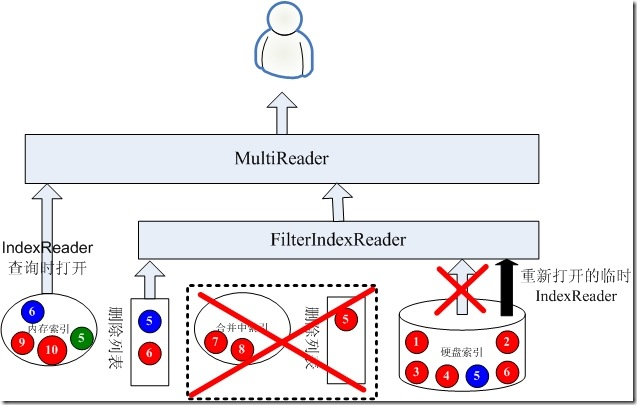 MultiReader
FilterIndexReader
IndexReader
查询时打开
重新打开的临时
IndexReader
6
内存索引
9
10
5
删除列表
5
6
合并中索引
7
8
删除列表
5
1
2
硬盘索引
3
4
5
6